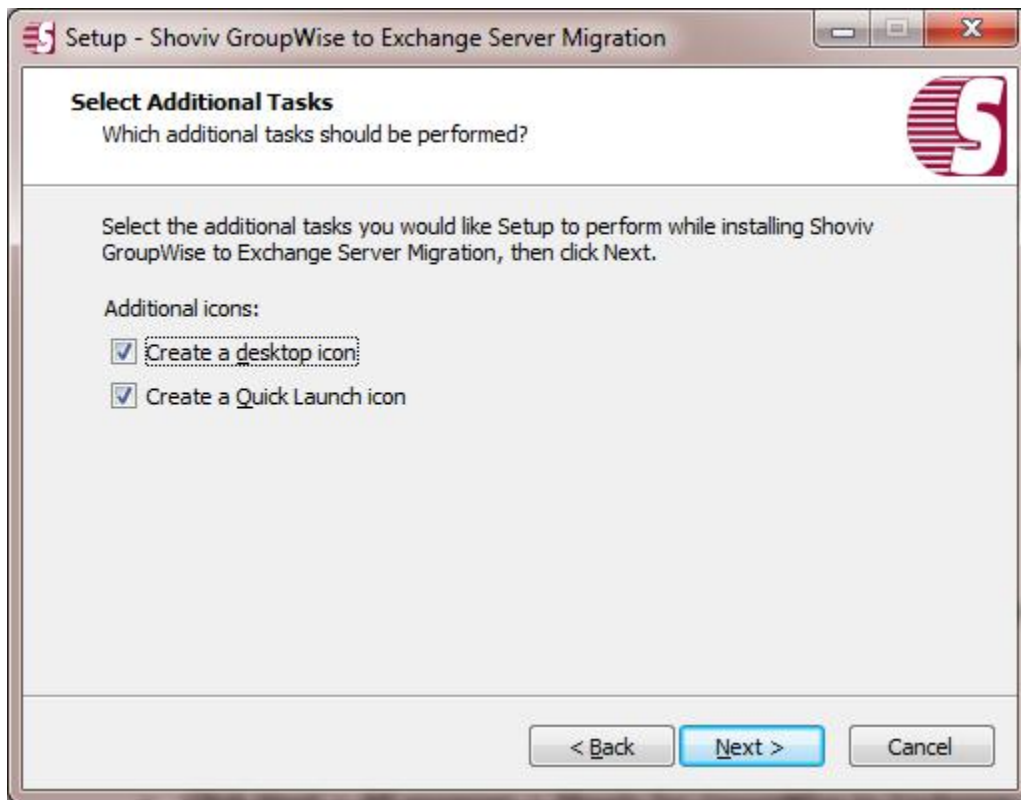 Setup - Shoviv GroupWise to Exchange Server Migration
Select Additional Tasks
Which additional tasks should be performed?
S
Select the additional tasks you would like Setup to perform while installing Shoviv
GroupWise to Exchange Server Migration, then click Next.
Additional icons:
Create a desktop icon
Create a Quick Launch icon
< Back
Next >
Cancel